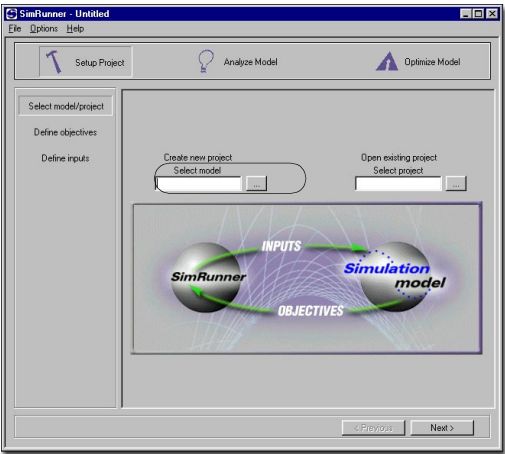 SimRunner - Untitled
File Options Help
Setup Project
Analyze Model
Optimize Model
Select model/project
Define objectives
Define inputs
Create new project
Select model
...
Open existing project
Select project
...
INPUTS
SimRunner
Simulation
model
OBJECTIVES
< Previous
Next >